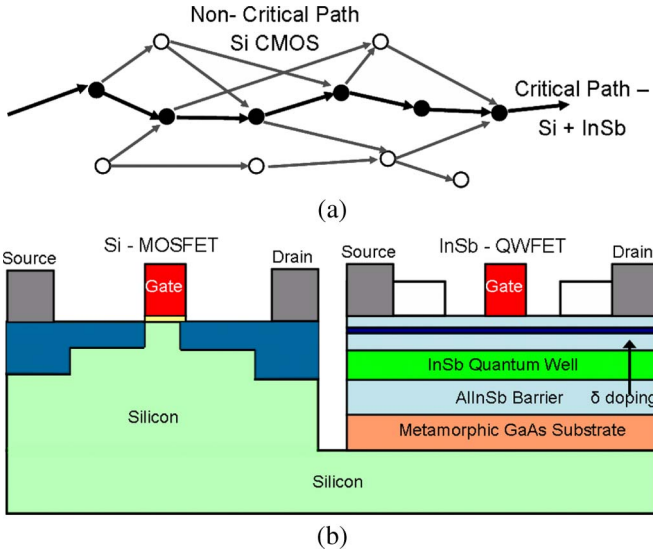 Non- Critical Path
Si CMOS
Critical Path –
Si + InSb
(a)
Si - MOSFET
InSb - QWFET
Source
Drain
Source
Drain
Gate
Gate
InSb Quantum Well
AlInSb Barrier
δ doping
Silicon
Metamorphic GaAs Substrate
Silicon
(b)